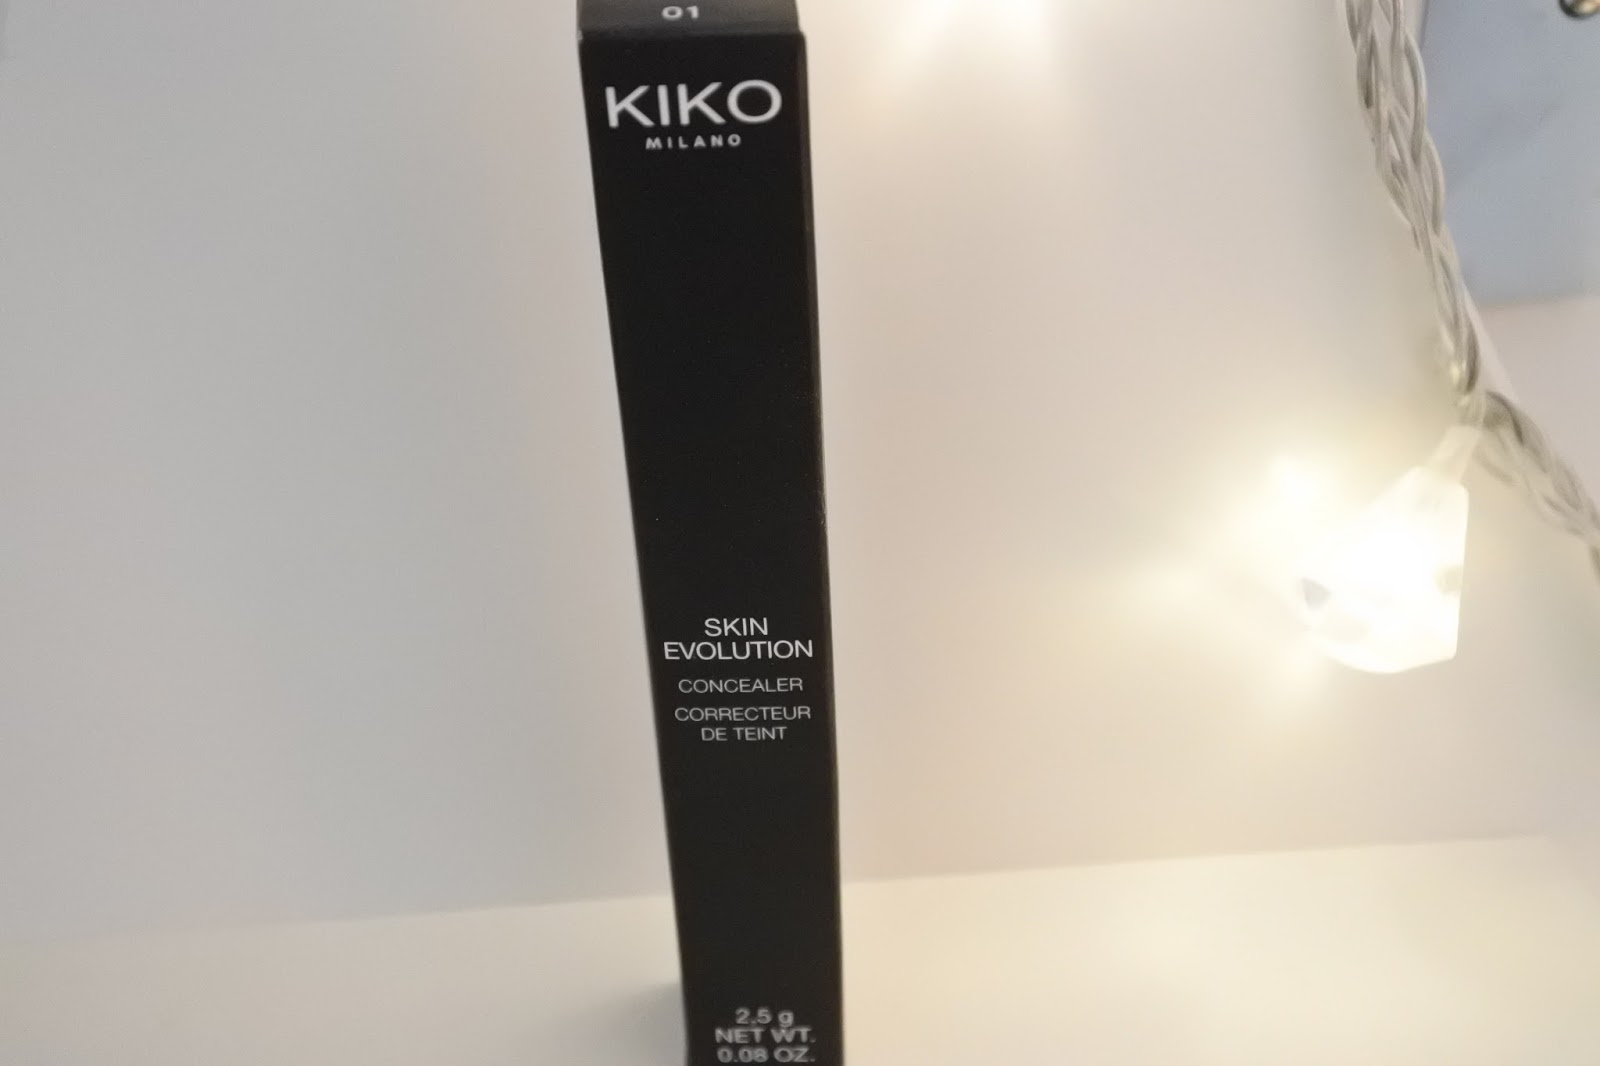 01
KIKO
MILANO
SKIN
EVOLUTION
CONCEALER
CORRECTEUR
DE TEINT
2.5 g
NET WT.
0.08 OZ.